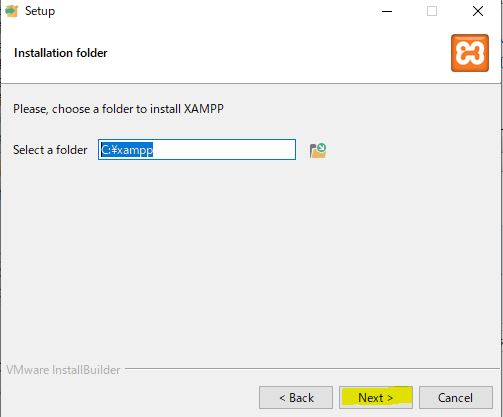 Setup
Installation folder
Please, choose a folder to install XAMPP
Select a folder C:¥xampp
VMware InstallBuilder
< Back Next > Cancel